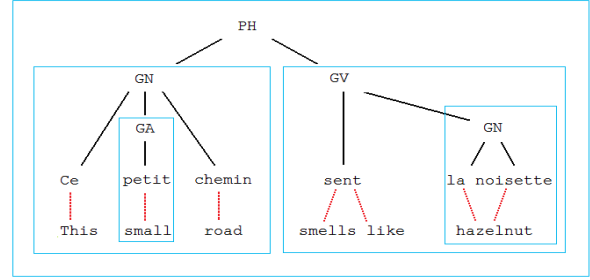 PH
GN GV
GA GN
Ce petit chemin sent la noisette
This small road smells like hazelnut